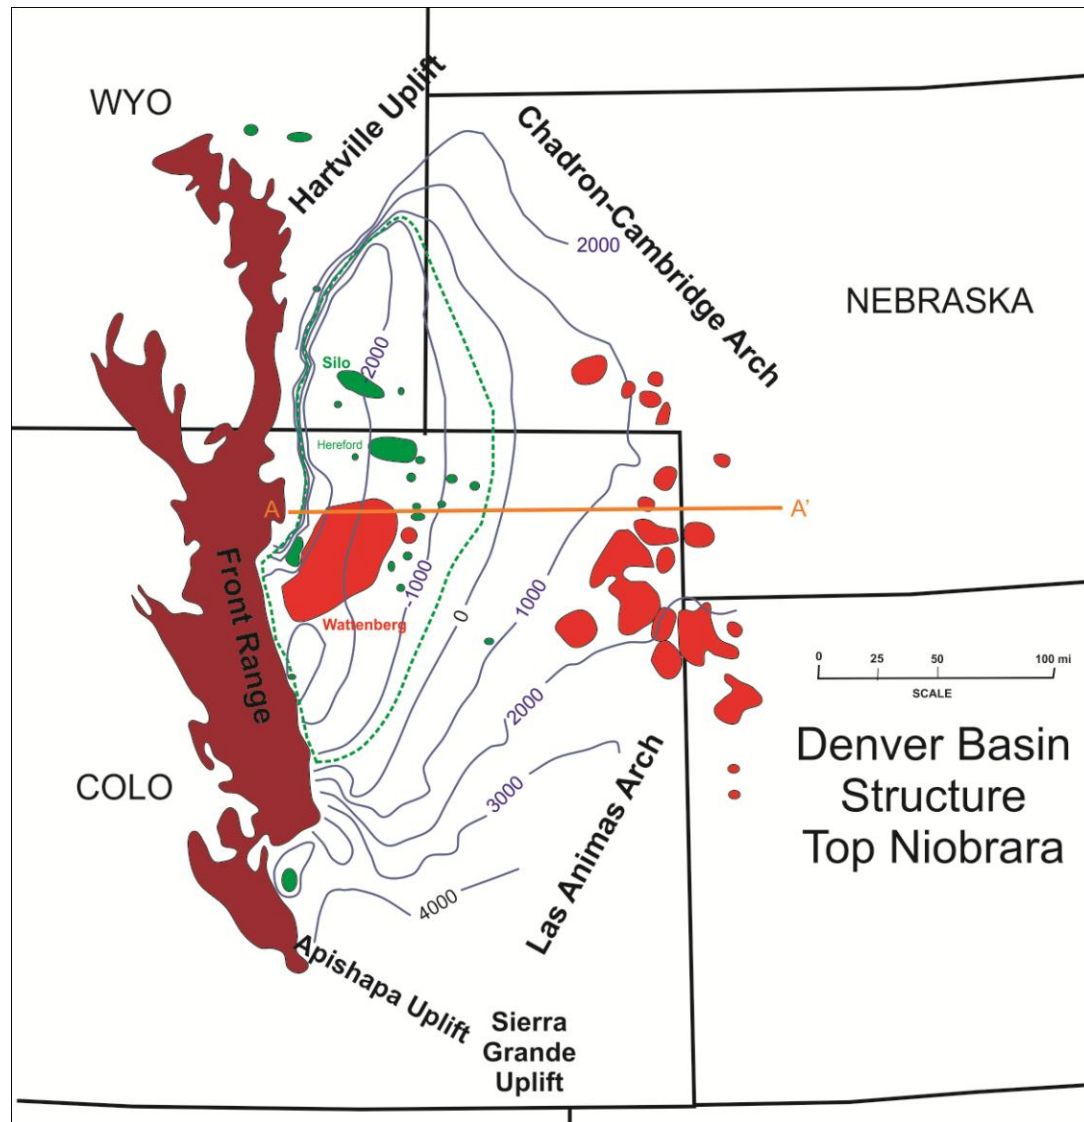 WYO
Hartville Uplift
Chadron-Cambridge Arch
2000
NEBRASKA
Silo
-2000
Hereford
A
A'
Front Range
Wattenberg
-1000
0
1000
2000
3000
4000
COLO
0 25 50 100 mi
SCALE
Denver Basin
Structure
Top Niobrara
Las Animas Arch
Apishapa Uplift
Sierra
Grande
Uplift